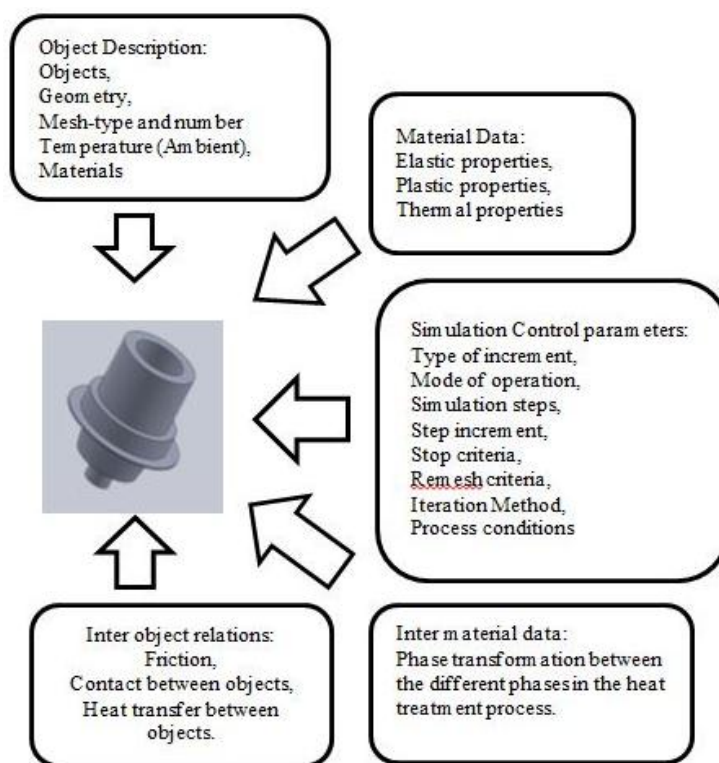 Object Description:
Objects,
Geometry,
Mesh-type and number
Temperature (Ambient),
Materials
Material Data:
Elastic properties,
Plastic properties,
Thermal properties
Simulation Control parameters:
Type of increment,
Mode of operation,
Simulation steps,
Step increment,
Stop criteria,
Remesh criteria,
Iteration Method,
Process conditions
Inter object relations:
Friction,
Contact between objects,
Heat transfer between
objects.
Inter material data:
Phase transformation between
the different phases in the heat
treatment process.